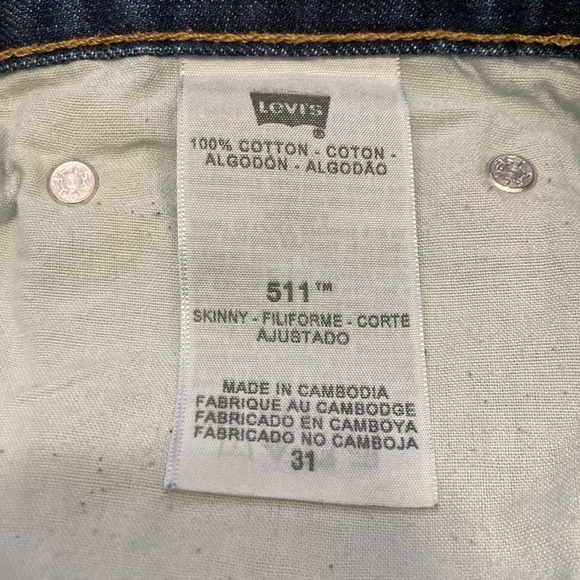 LEVI'S
®
100% COTTON - COTON -
ALGODÓN - ALGODÃO
511™
SKINNY - FILIFORME - CORTE
AJUSTADO
MADE IN CAMBODIA
FABRIQUE AU CAMBODGE
FABRICADO EN CAMBOYA
FABRICADO NO CAMBOJA
31